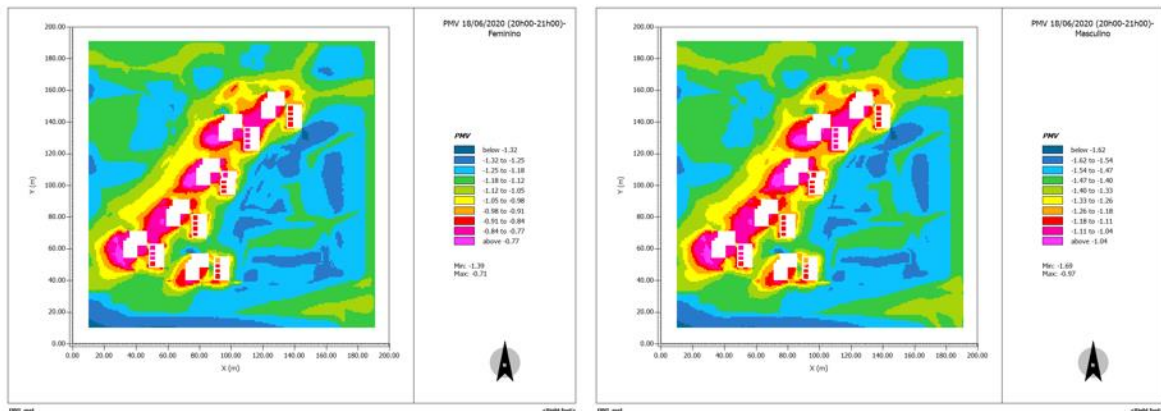 PMV 18/06/2020 (20h00-21h00)-
Feminino
200.00
180.00
160.00
140.00
120.00
100.00
80.00
60.00
40.00
20.00
0.00
Y (m)
0.00 20.00 40.00 60.00 80.00 100.00 120.00 140.00 160.00 180.00 200.00
X (m)
PMV
below -1.32
-1.32 to -1.25
-1.25 to -1.18
-1.18 to -1.12
-1.12 to -1.05
-1.05 to -0.98
-0.98 to -0.91
-0.91 to -0.84
-0.84 to -0.77
above -0.77
Min: -1.39
Max: -0.71
PMV 18/06/2020 (20h00-21h00)-
Masculino
200.00
180.00
160.00
140.00
120.00
100.00
80.00
60.00
40.00
20.00
0.00
Y (m)
0.00 20.00 40.00 60.00 80.00 100.00 120.00 140.00 160.00 180.00 200.00
X (m)
PMV
below -1.62
-1.62 to -1.54
-1.54 to -1.47
-1.47 to -1.40
-1.40 to -1.33
-1.33 to -1.26
-1.26 to -1.18
-1.18 to -1.11
-1.11 to -1.04
above -1.04
Min: -1.69
Max: -0.97